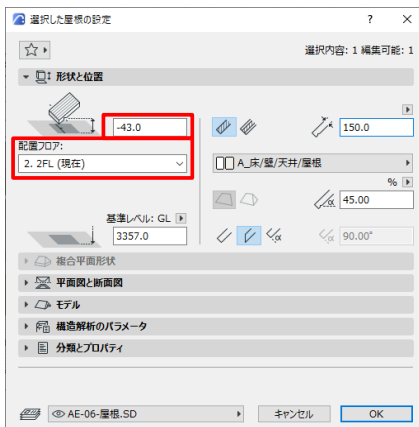 選択した屋根の設定
? ×
選択内容: 1 編集可能: 1
形状と位置
-43.0
150.0
配置フロア:
2. 2FL (現在)
A_床/壁/天井/屋根
%
45.00
基準レベル: GL
3357.0
90.00°
複合平面形状
平面図と断面図
モデル
構造解析のパラメータ
分類とプロパティ
AE-06-屋根.SD
キャンセル
OK